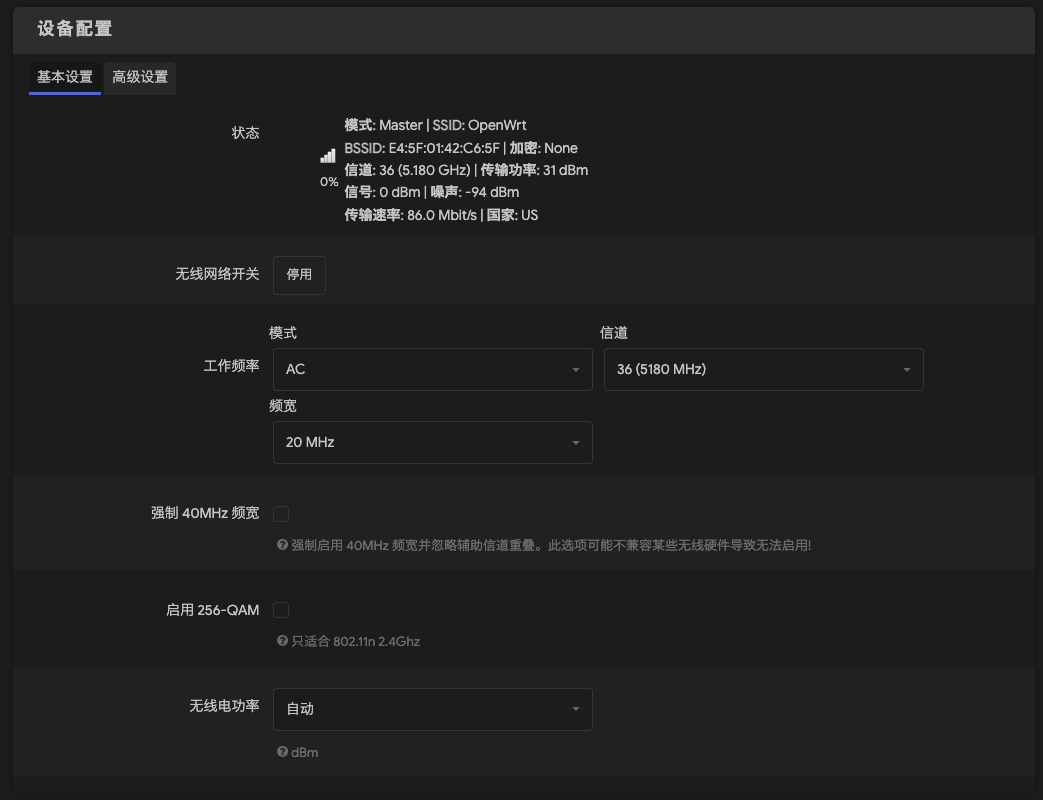 设备配置
基本设置 高级设置
状态
模式: Master | SSID: OpenWrt
BSSID: E4:5F:01:42:C6:5F | 加密: None
信道: 36 (5.180 GHz) | 传输功率: 31 dBm
0%
信号: 0 dBm | 噪声: -94 dBm
传输速率: 86.0 Mbit/s | 国家: US
无线网络开关 停用
工作频率
模式 信道
AC 36 (5180 MHz)
频宽
20 MHz
强制 40MHz 频宽
强制启用 40MHz 频宽并忽略辅助信道重叠。此选项可能不兼容某些无线硬件导致无法启用!
启用 256-QAM
只适合 802.11n 2.4Ghz
无线电功率 自动
dBm